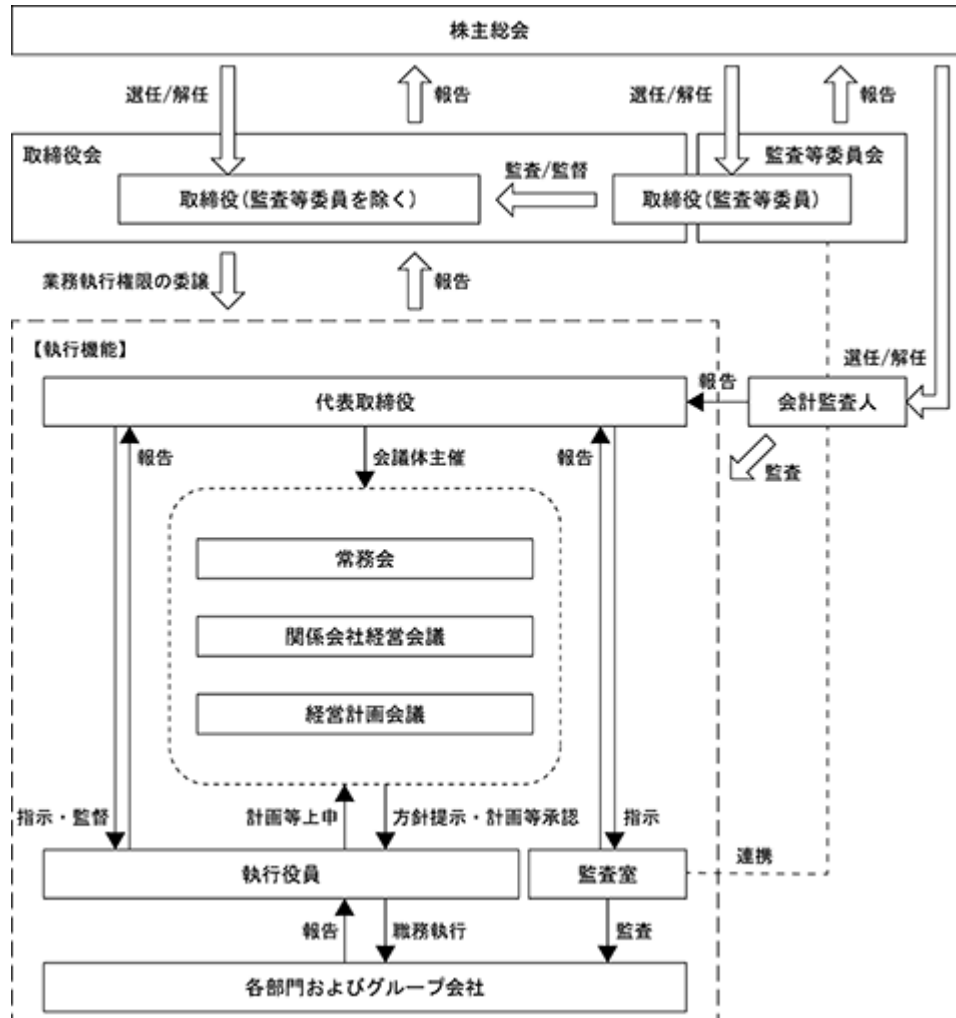 株主総会
選任/解任
報告
選任/解任
報告
取締役会
監査等委員会
監査/監督
取締役(監査等委員を除く)
取締役(監査等委員)
業務執行権限の委譲
報告
選任/解任
【執行機能】
代表取締役
報告
会計監査人
報告
会議体主催
報告
監査
常務会
関係会社経営会議
経営計画会議
指示・監督
計画等上申
方針提示・計画等承認
指示
連携
執行役員
監査室
報告
職務執行
監査
各部門およびグループ会社